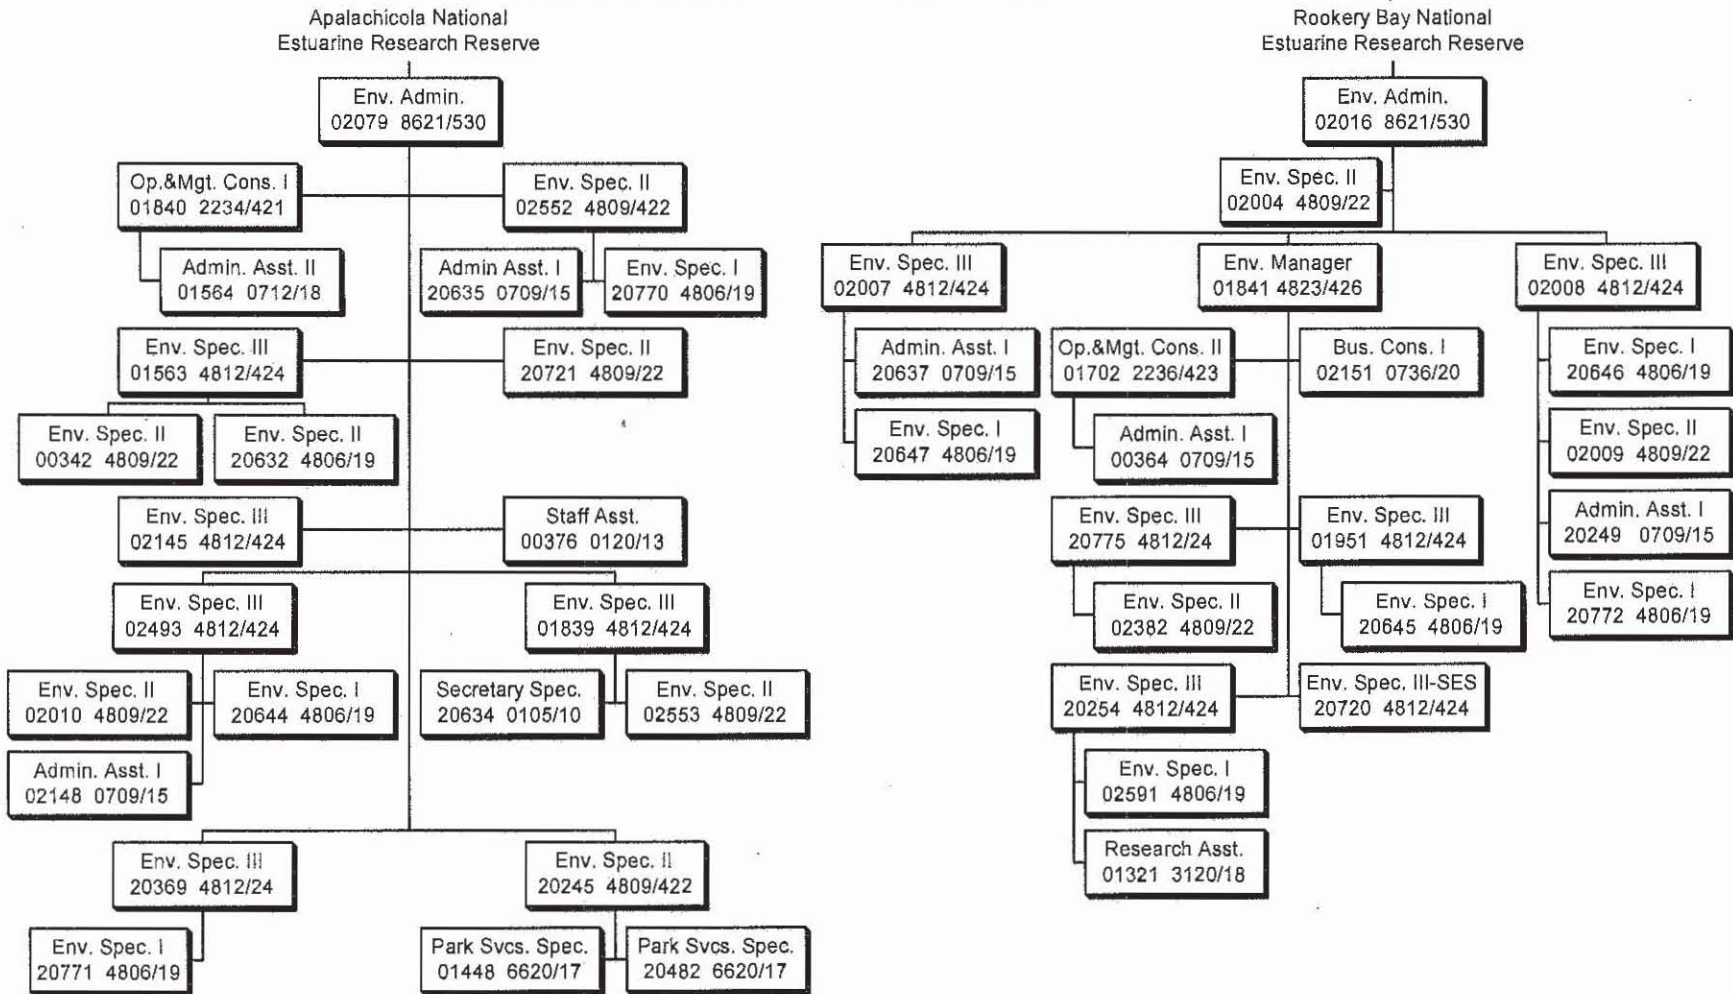 Apalachicola National
Estuarine Research Reserve
Env. Admin.
02079 8621/530
Op.&Mgt. Cons. I
01840 2234/421
Env. Spec. II
02552 4809/422
Admin. Asst. II
01564 0712/18
Admin Asst. I
20635 0709/15
Env. Spec. I
20770 4806/19
Env. Spec. III
01563 4812/424
Env. Spec. II
20721 4809/22
Env. Spec. II
00342 4809/22
Env. Spec. II
20632 4806/19
Env. Spec. III
02145 4812/424
Staff Asst.
00376 0120/13
Env. Spec. III
02493 4812/424
Env. Spec. III
01839 4812/424
Env. Spec. II
02010 4809/22
Env. Spec. I
20644 4806/19
Secretary Spec.
20634 0105/10
Env. Spec. II
02553 4809/22
Admin. Asst. I
02148 0709/15
Env. Spec. III
20369 4812/24
Env. Spec. II
20245 4809/422
Env. Spec. I
20771 4806/19
Park Svcs. Spec.
01448 6620/17
Park Svcs. Spec.
20482 6620/17
Rookery Bay National
Estuarine Research Reserve
Env. Admin.
02016 8621/530
Env. Spec. II
02004 4809/22
Env. Spec. III
02007 4812/424
Env. Manager
01841 4823/426
Env. Spec. III
02008 4812/424
Admin. Asst. I
20637 0709/15
Env. Spec. I
20647 4806/19
Op.&Mgt. Cons. II
01702 2236/423
Bus. Cons. I
02151 0736/20
Admin. Asst. I
00364 0709/15
Env. Spec. III
20775 4812/24
Env. Spec. III
01951 4812/424
Env. Spec. II
02382 4809/22
Env. Spec. I
20645 4806/19
Env. Spec. III
20254 4812/424
Env. Spec. III-SES
20720 4812/424
Env. Spec. I
02591 4806/19
Research Asst.
01321 3120/18
Env. Spec. I
20646 4806/19
Env. Spec. II
02009 4809/22
Admin. Asst. I
20249 0709/15
Env. Spec. I
20772 4806/19